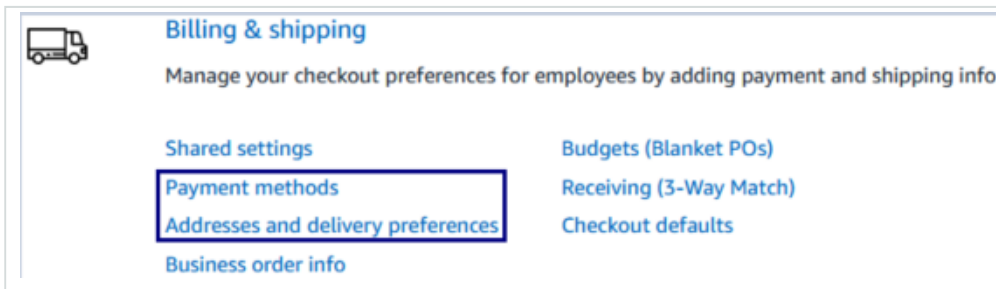 Billing & shipping
Manage your checkout preferences for employees by adding payment and shipping info
Shared settings
Payment methods
Addresses and delivery preferences
Business order info
Budgets (Blanket POs)
Receiving (3-Way Match)
Checkout defaults